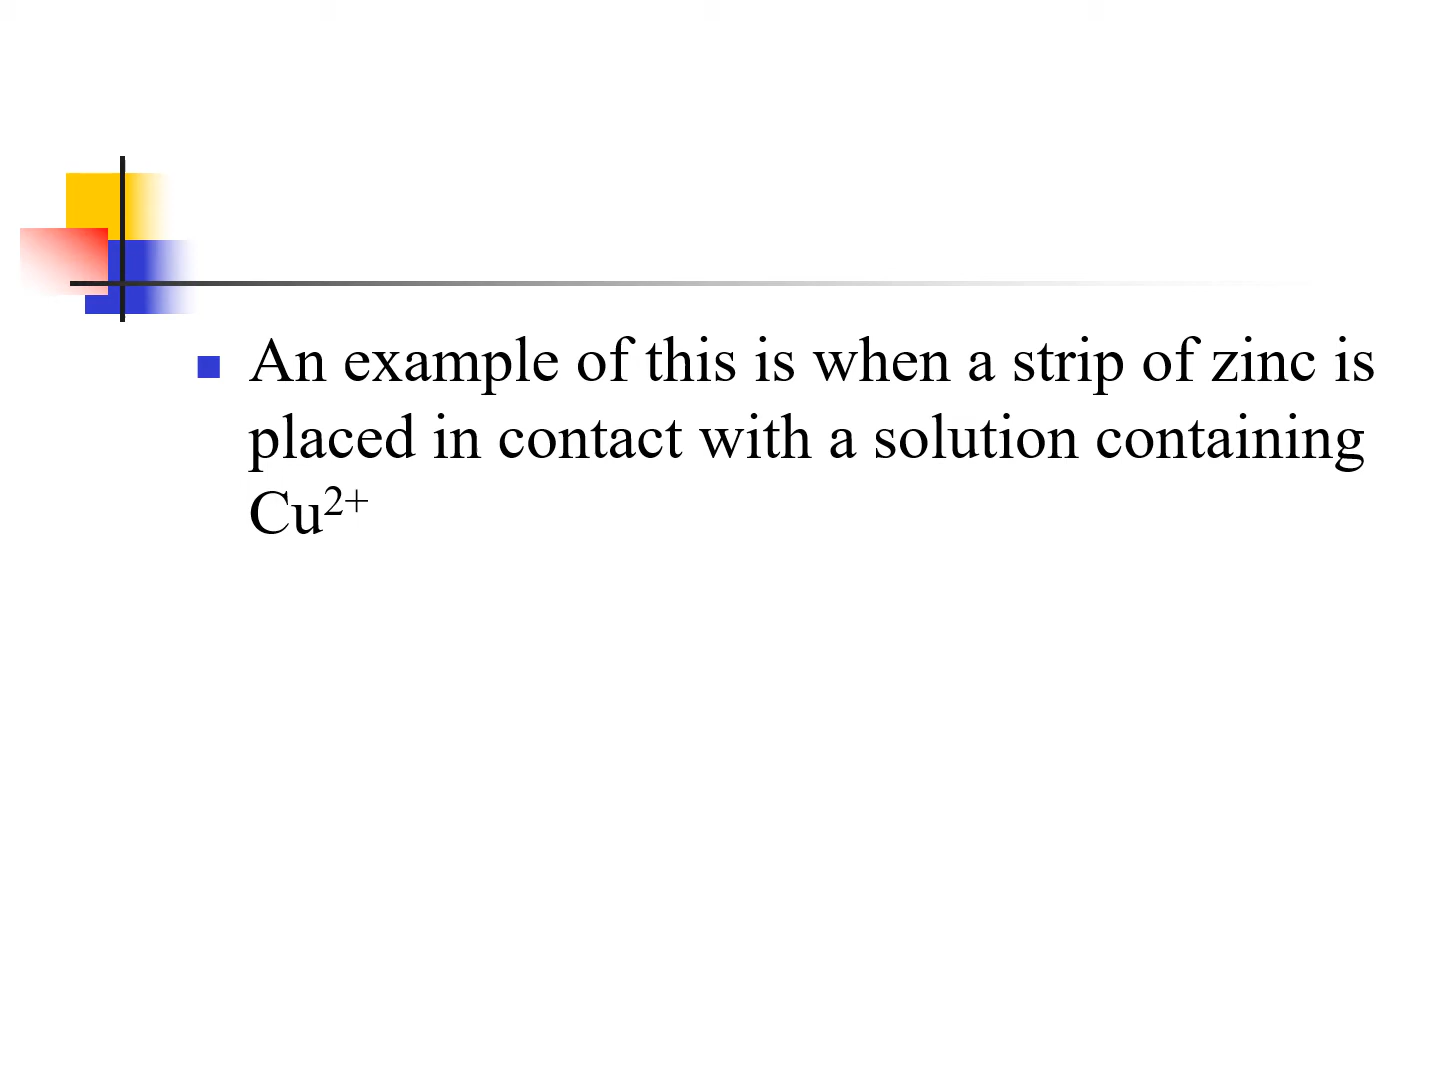 An example of this is when a strip of zinc is
placed in contact with a solution containing
Cu²⁺